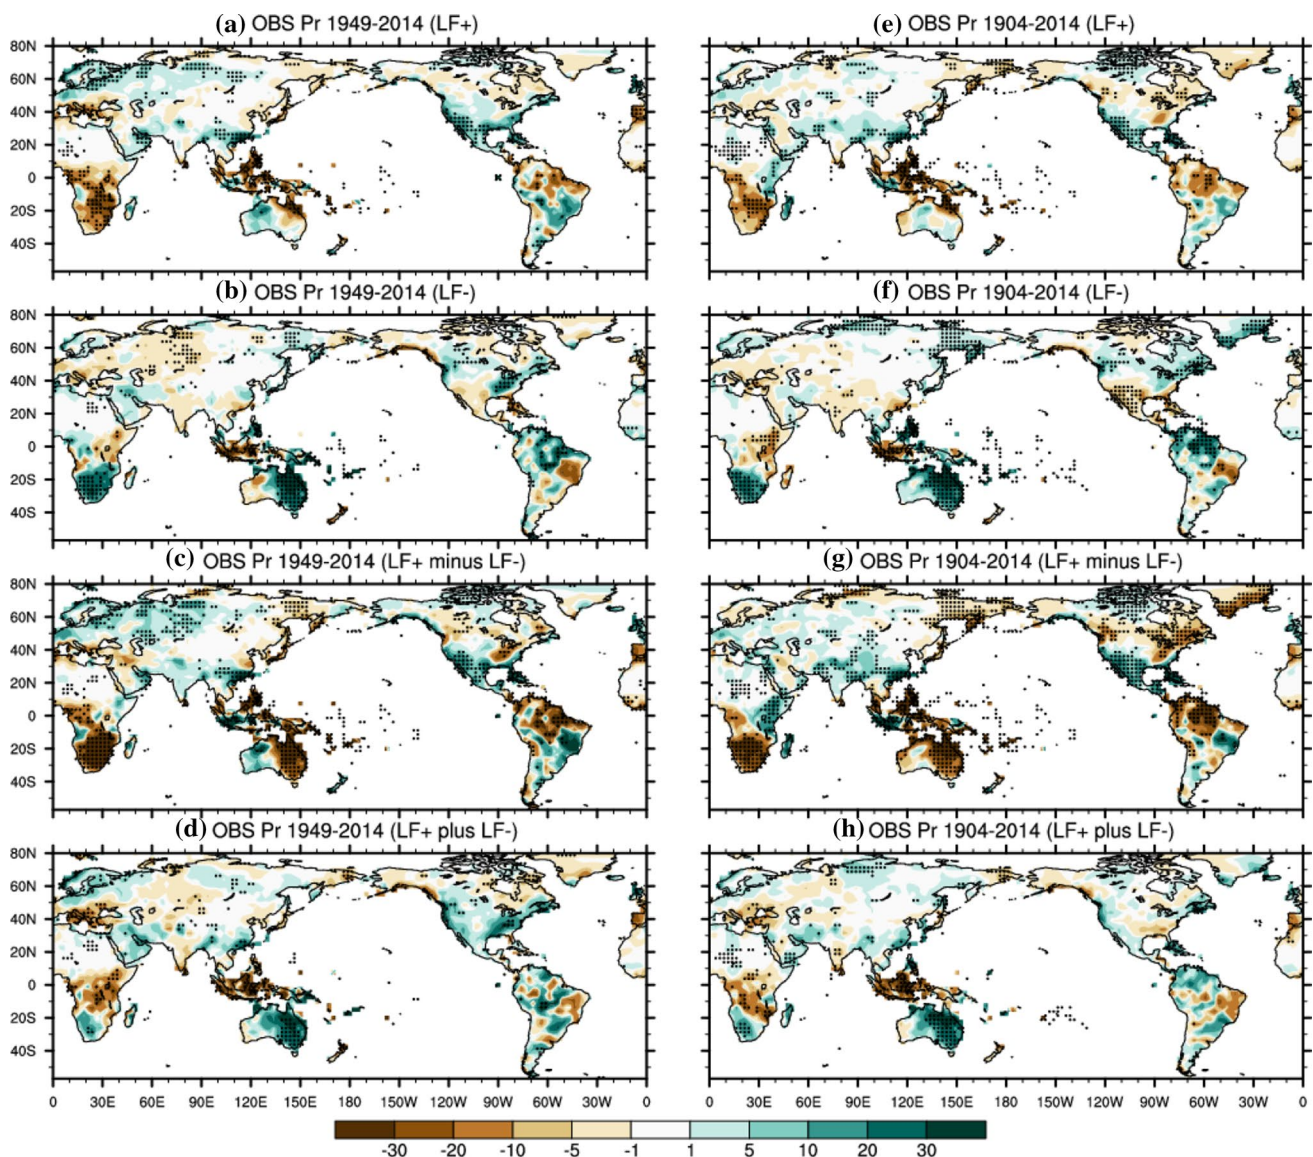 (a) OBS Pr 1949-2014 (LF+)
(e) OBS Pr 1904-2014 (LF+)
80N
60N
40N
20N
0
20S
40S
(b) OBS Pr 1949-2014 (LF-)
(f) OBS Pr 1904-2014 (LF-)
80N
60N
40N
20N
0
20S
40S
(c) OBS Pr 1949-2014 (LF+ minus LF-)
(g) OBS Pr 1904-2014 (LF+ minus LF-)
80N
60N
40N
20N
0
20S
40S
(d) OBS Pr 1949-2014 (LF+ plus LF-)
(h) OBS Pr 1904-2014 (LF+ plus LF-)
80N
60N
40N
20N
0
20S
40S
0 30E 60E 90E 120E 150E 180 150W 120W 90W 60W 30W 0
0 30E 60E 90E 120E 150E 180 150W 120W 90W 60W 30W 0
-30 -20 -10 -5 -1 1 5 10 20 30